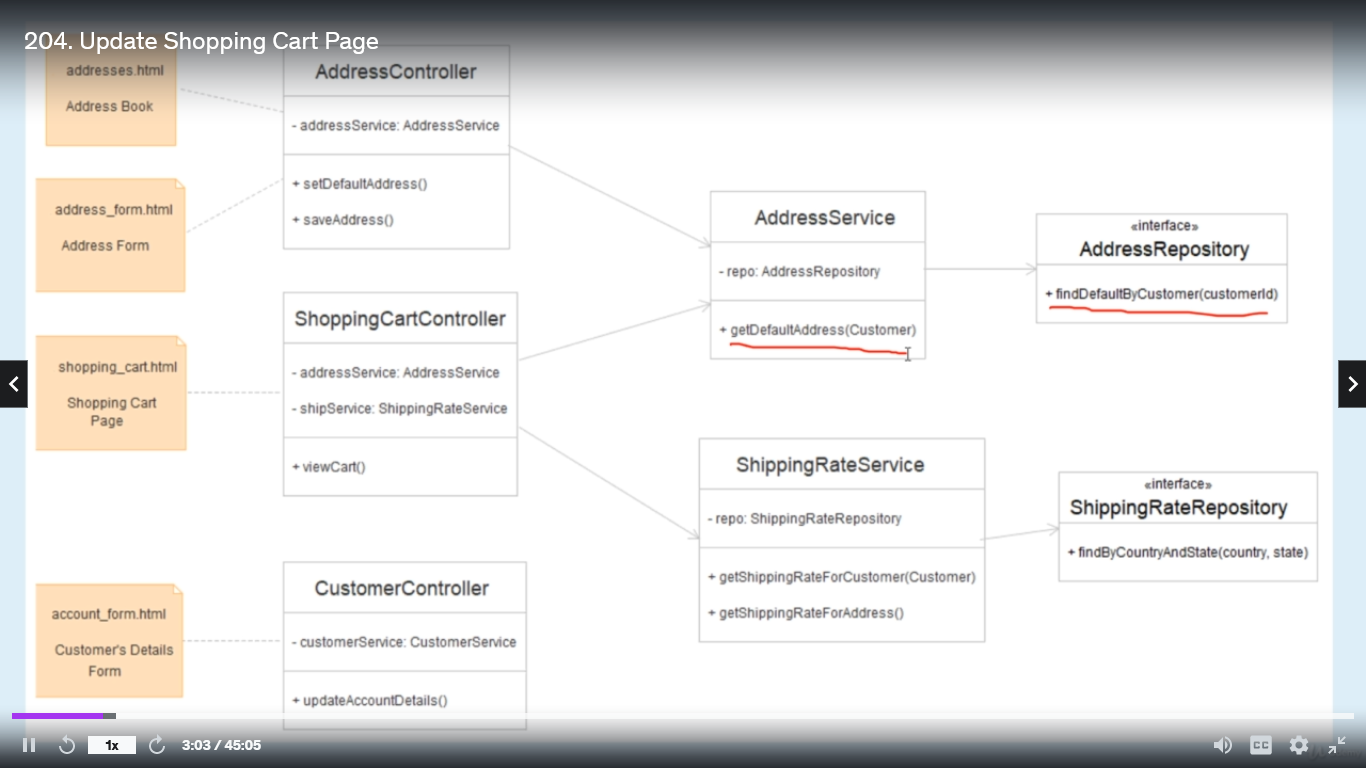 204. Update Shopping Cart Page
addresses.html
Address Book
AddressController
- addressService: AddressService
+ setDefaultAddress()
+ saveAddress()
address_form.html
Address Form
AddressService
- repo: AddressRepository
+ getDefaultAddress(Customer)
«interface»
AddressRepository
+ findDefaultByCustomer(customerId)
ShoppingCartController
- addressService: AddressService
- shipService: ShippingRateService
+ viewCart()
shopping_cart.html
Shopping Cart
Page
ShippingRateService
- repo: ShippingRateRepository
+ getShippingRateForCustomer(Customer)
+ getShippingRateForAddress()
«interface»
ShippingRateRepository
+ findByCountryAndState(country, state)
account_form.html
Customer's Details
Form
CustomerController
- customerService: CustomerService
+ updateAccountDetails()
1x
3:03 / 45:05
CC